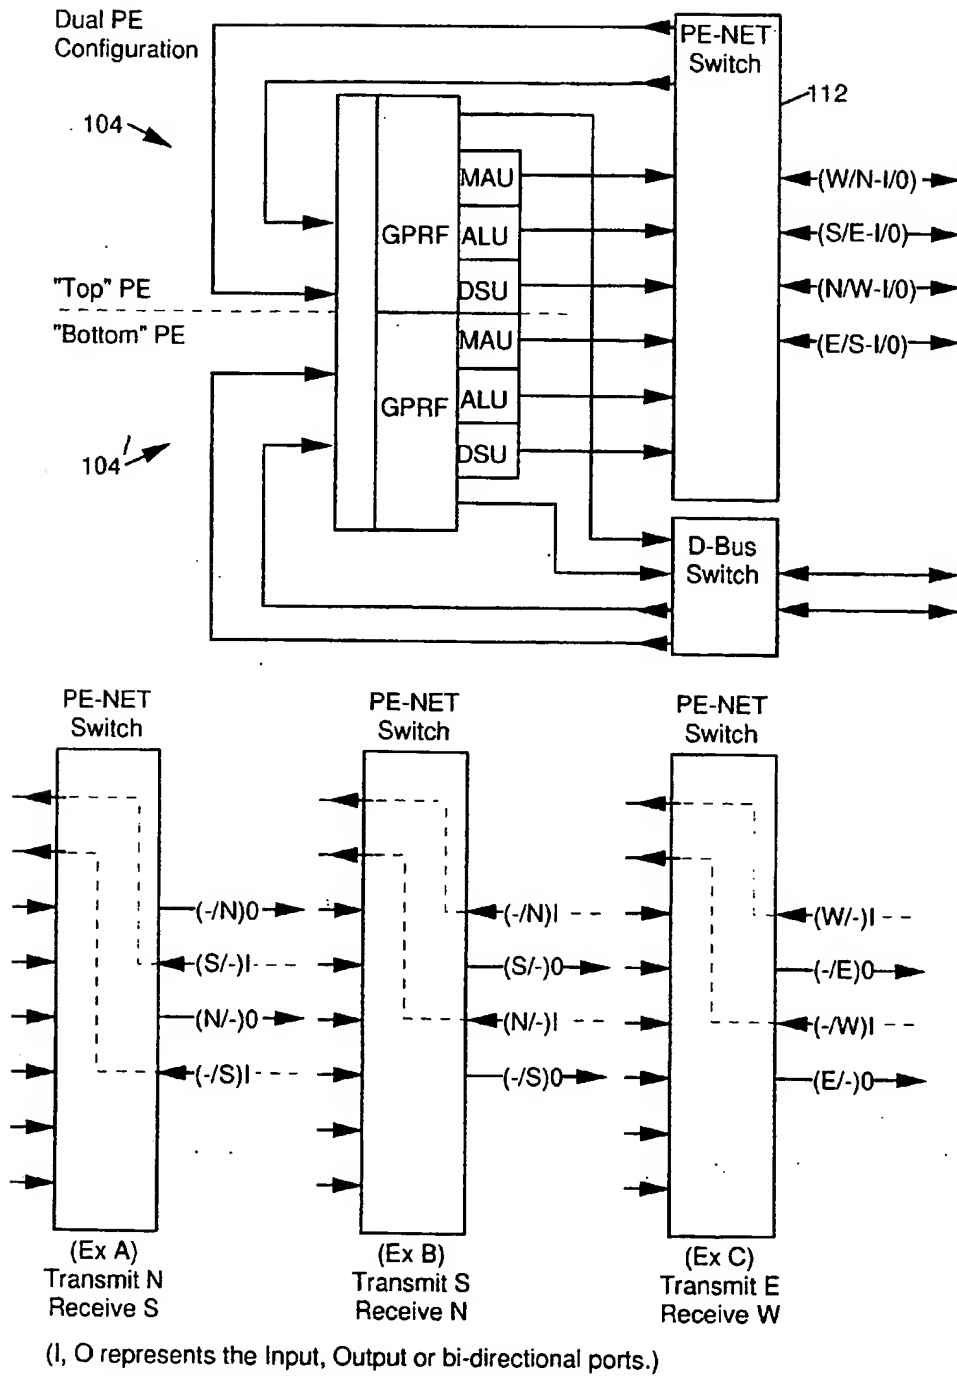 Dual PE
Configuration
PE-NET
Switch
112
104
(W/N-I/0)
MAU
(S/E-I/0)
GPRF
ALU
(N/W-I/0)
DSU
"Top" PE
"Bottom" PE
(E/S-I/0)
MAU
GPRF
ALU
DSU
104'
D-Bus
Switch
PE-NET
Switch
PE-NET
Switch
PE-NET
Switch
(-/N)0
(S/-)I
(N/-)0
(-/S)I
(-/N)I
(S/-)0
(N/-)I
(-/S)0
(W/-)I
(-/E)0
(-/W)I
(E/-)0
(Ex A)
Transmit N
Receive S
(Ex B)
Transmit S
Receive N
(Ex C)
Transmit E
Receive W
(I, O represents the Input, Output or bi-directional ports.)